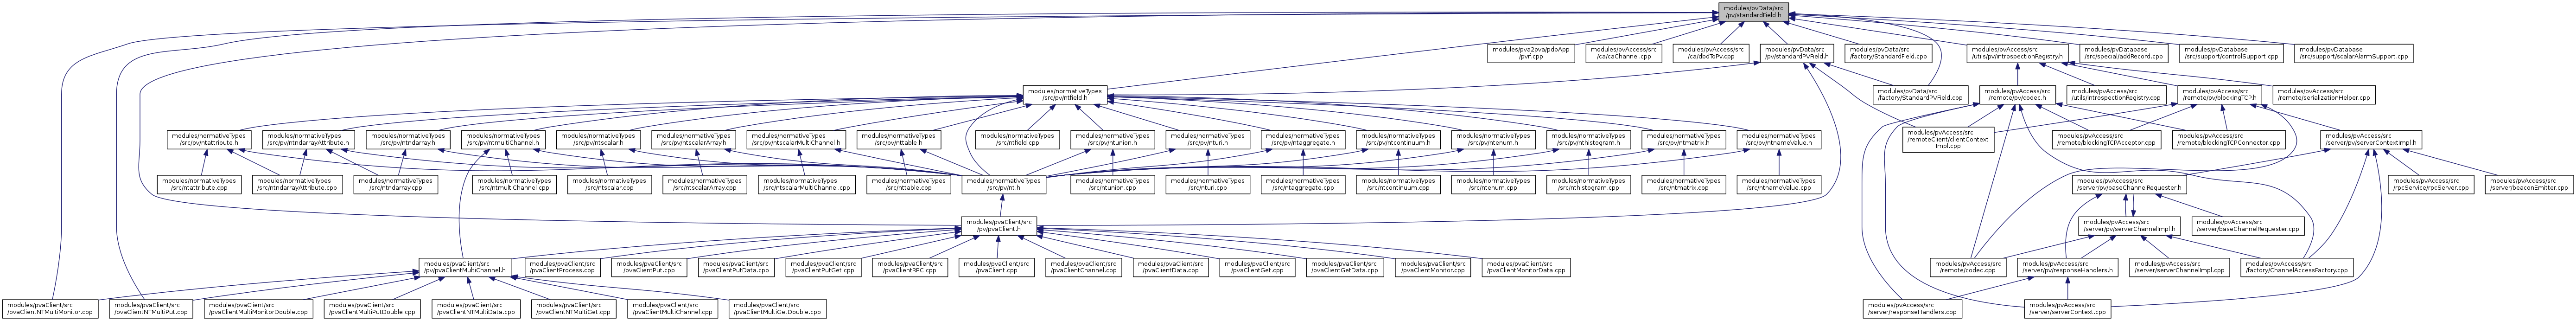 modules/pvData/src
/pv/standardField.h
modules/pva2pva/pdbApp
/pvif.cpp
modules/pvAccess/src
/ca/caChannel.cpp
modules/pvAccess/src
/ca/dbdToPv.cpp
modules/pvData/src
/pv/standardPVField.h
modules/pvData/src
/factory/StandardField.cpp
modules/pvAccess/src
/utils/pv/introspectionRegistry.h
modules/pvDatabase
/src/special/addRecord.cpp
modules/pvDatabase
/src/support/controlSupport.cpp
modules/pvDatabase
/src/support/scalarAlarmSupport.cpp
modules/normativeTypes
/src/pv/ntfield.h
modules/pvData/src
/factory/StandardPVField.cpp
modules/pvAccess/src
/remote/pv/codec.h
modules/pvAccess/src
/utils/introspectionRegistry.cpp
modules/pvAccess/src
/remote/pv/blockingTCP.h
modules/pvAccess/src
/remote/serializationHelper.cpp
modules/normativeTypes
/src/pv/ntattribute.h
modules/normativeTypes
/src/pv/ntndarrayAttribute.h
modules/normativeTypes
/src/pv/ntndarray.h
modules/normativeTypes
/src/pv/ntmultiChannel.h
modules/normativeTypes
/src/pv/ntscalar.h
modules/normativeTypes
/src/pv/ntscalarArray.h
modules/normativeTypes
/src/pv/ntscalarMultiChannel.h
modules/normativeTypes
/src/pv/nttable.h
modules/normativeTypes
/src/ntfield.cpp
modules/normativeTypes
/src/pv/ntunion.h
modules/normativeTypes
/src/pv/nturi.h
modules/normativeTypes
/src/pv/ntaggregate.h
modules/normativeTypes
/src/pv/ntcontinuum.h
modules/normativeTypes
/src/pv/ntenum.h
modules/normativeTypes
/src/pv/nthistogram.h
modules/normativeTypes
/src/pv/ntmatrix.h
modules/normativeTypes
/src/pv/ntnameValue.h
modules/pvAccess/src
/remoteClient/clientContext
Impl.cpp
modules/pvAccess/src
/remote/blockingTCPAcceptor.cpp
modules/pvAccess/src
/remote/blockingTCPConnector.cpp
modules/pvAccess/src
/server/pv/serverContextImpl.h
modules/normativeTypes
/src/ntattribute.cpp
modules/normativeTypes
/src/ntndarrayAttribute.cpp
modules/normativeTypes
/src/ntndarray.cpp
modules/normativeTypes
/src/ntmultiChannel.cpp
modules/normativeTypes
/src/ntscalar.cpp
modules/normativeTypes
/src/ntscalarArray.cpp
modules/normativeTypes
/src/ntscalarMultiChannel.cpp
modules/normativeTypes
/src/nttable.cpp
modules/normativeTypes
/src/pv/nt.h
modules/normativeTypes
/src/ntunion.cpp
modules/normativeTypes
/src/nturi.cpp
modules/normativeTypes
/src/ntaggregate.cpp
modules/normativeTypes
/src/ntcontinuum.cpp
modules/normativeTypes
/src/ntenum.cpp
modules/normativeTypes
/src/nthistogram.cpp
modules/normativeTypes
/src/ntmatrix.cpp
modules/normativeTypes
/src/ntnameValue.cpp
modules/pvAccess/src
/server/pv/baseChannelRequester.h
modules/pvAccess/src
/rpcService/rpcServer.cpp
modules/pvAccess/src
/server/beaconEmitter.cpp
modules/pvaClient/src
/pv/pvaClient.h
modules/pvAccess/src
/server/pv/serverChannelImpl.h
modules/pvAccess/src
/server/baseChannelRequester.cpp
modules/pvaClient/src
/pv/pvaClientMultiChannel.h
modules/pvaClient/src
/pvaClientProcess.cpp
modules/pvaClient/src
/pvaClientPut.cpp
modules/pvaClient/src
/pvaClientPutData.cpp
modules/pvaClient/src
/pvaClientPutGet.cpp
modules/pvaClient/src
/pvaClientRPC.cpp
modules/pvaClient/src
/pvaClient.cpp
modules/pvaClient/src
/pvaClientChannel.cpp
modules/pvaClient/src
/pvaClientData.cpp
modules/pvaClient/src
/pvaClientGet.cpp
modules/pvaClient/src
/pvaClientGetData.cpp
modules/pvaClient/src
/pvaClientMonitor.cpp
modules/pvaClient/src
/pvaClientMonitorData.cpp
modules/pvAccess/src
/remote/codec.cpp
modules/pvAccess/src
/server/pv/responseHandlers.h
modules/pvAccess/src
/server/serverChannelImpl.cpp
modules/pvAccess/src
/factory/ChannelAccessFactory.cpp
modules/pvaClient/src
/pvaClientNTMultiMonitor.cpp
modules/pvaClient/src
/pvaClientNTMultiPut.cpp
modules/pvaClient/src
/pvaClientMultiMonitorDouble.cpp
modules/pvaClient/src
/pvaClientMultiPutDouble.cpp
modules/pvaClient/src
/pvaClientNTMultiData.cpp
modules/pvaClient/src
/pvaClientNTMultiGet.cpp
modules/pvaClient/src
/pvaClientMultiChannel.cpp
modules/pvaClient/src
/pvaClientMultiGetDouble.cpp
modules/pvAccess/src
/server/responseHandlers.cpp
modules/pvAccess/src
/server/serverContext.cpp